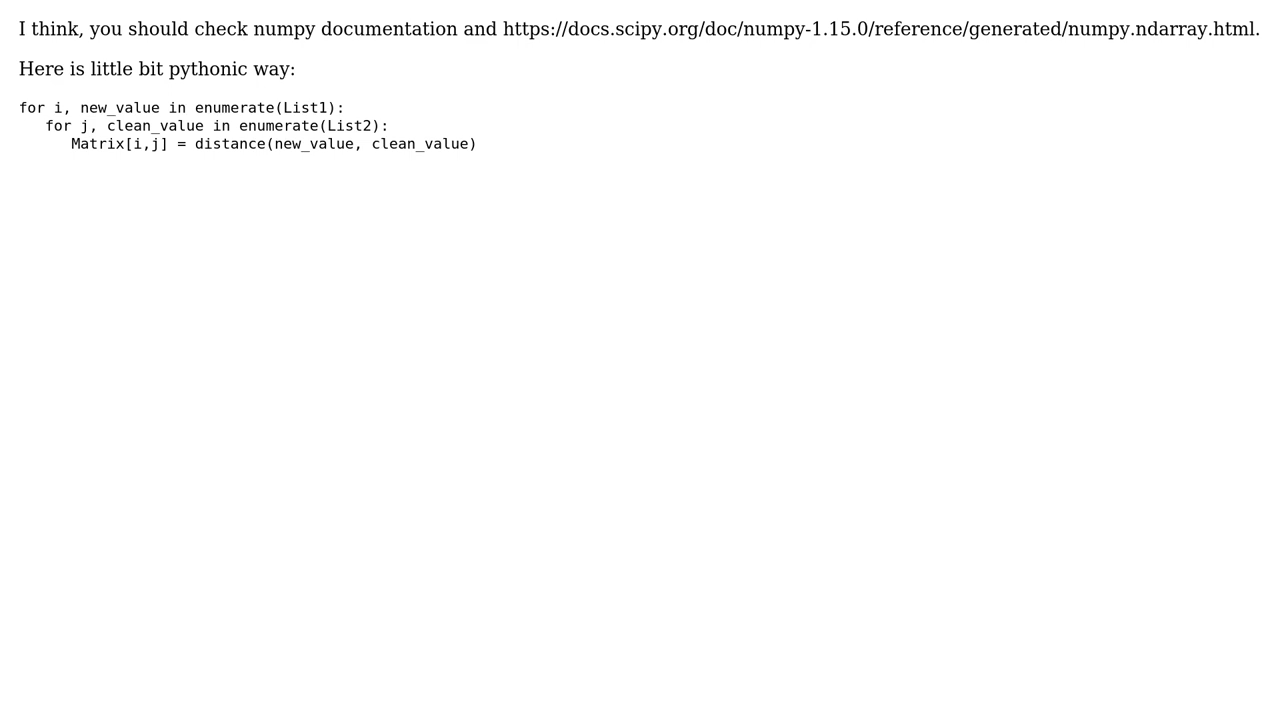 I think, you should check numpy documentation and https://docs.scipy.org/doc/numpy-1.15.0/reference/generated/numpy.ndarray.html.
Here is little bit pythonic way:
for i, new_value in enumerate(List1):
   for j, clean_value in enumerate(List2):
      Matrix[i,j] = distance(new_value, clean_value)